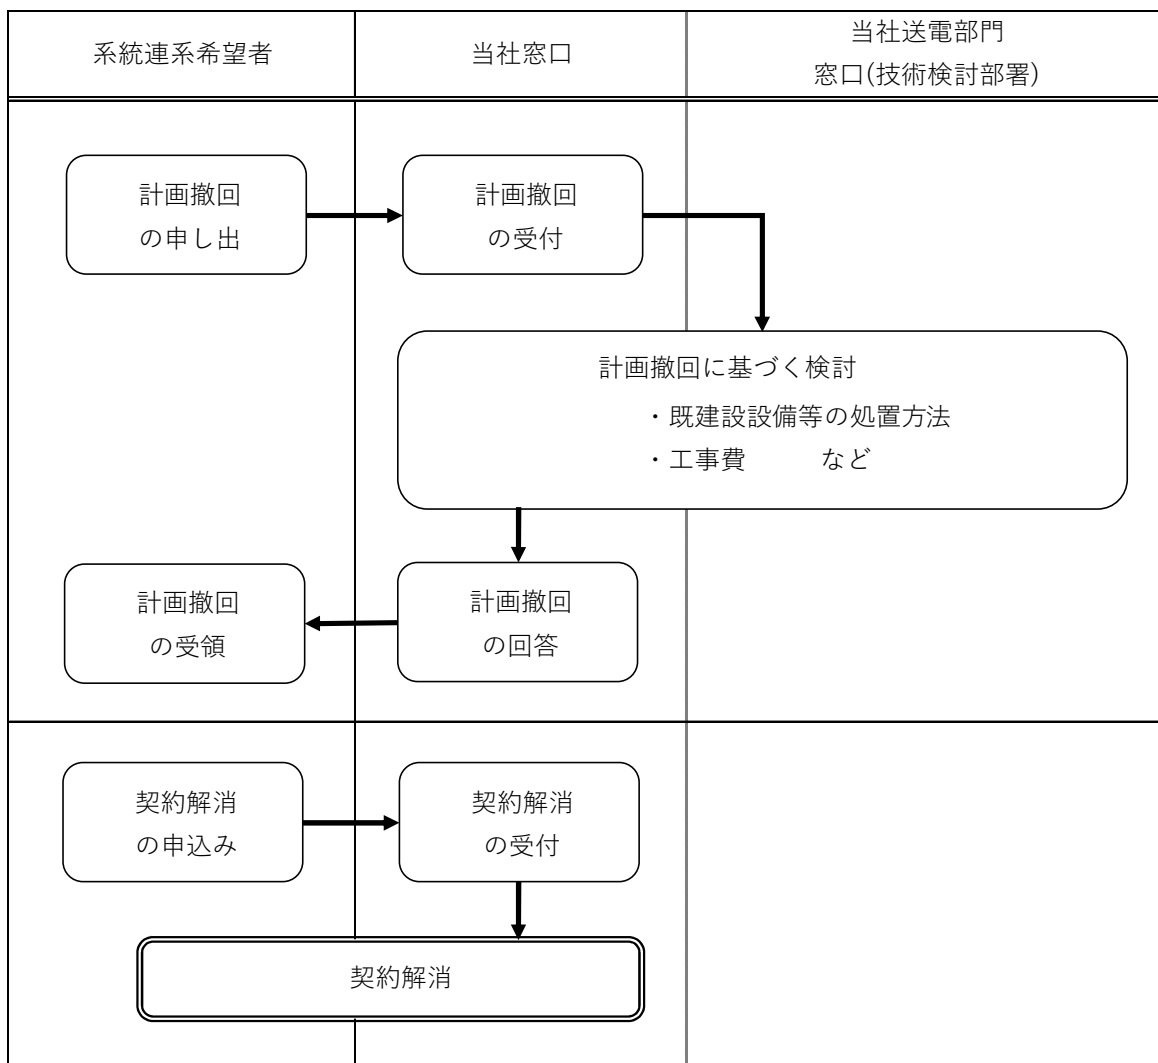 系統連系希望者
当社窓口
当社送電部門
窓口(技術検討部署)
計画撤回
の申し出
計画撤回
の受付
計画撤回に基づく検討
・既建設設備等の処置方法
・工事費　　　など
計画撤回
の回答
計画撤回
の受領
契約解消
の申込み
契約解消
の受付
契約解消